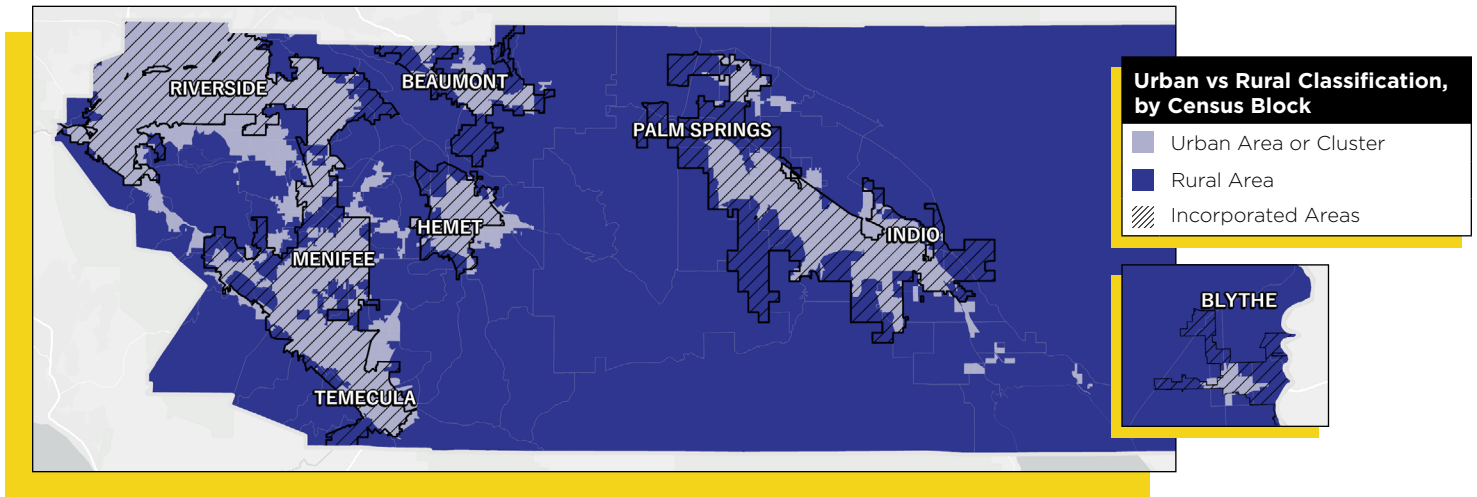 RIVERSIDE
BEAUMONT
PALM SPRINGS
HEMET
INDIO
MENIFEE
TEMECULA
Urban vs Rural Classification,
by Census Block
Urban Area or Cluster
Rural Area
Incorporated Areas
BLYTHE